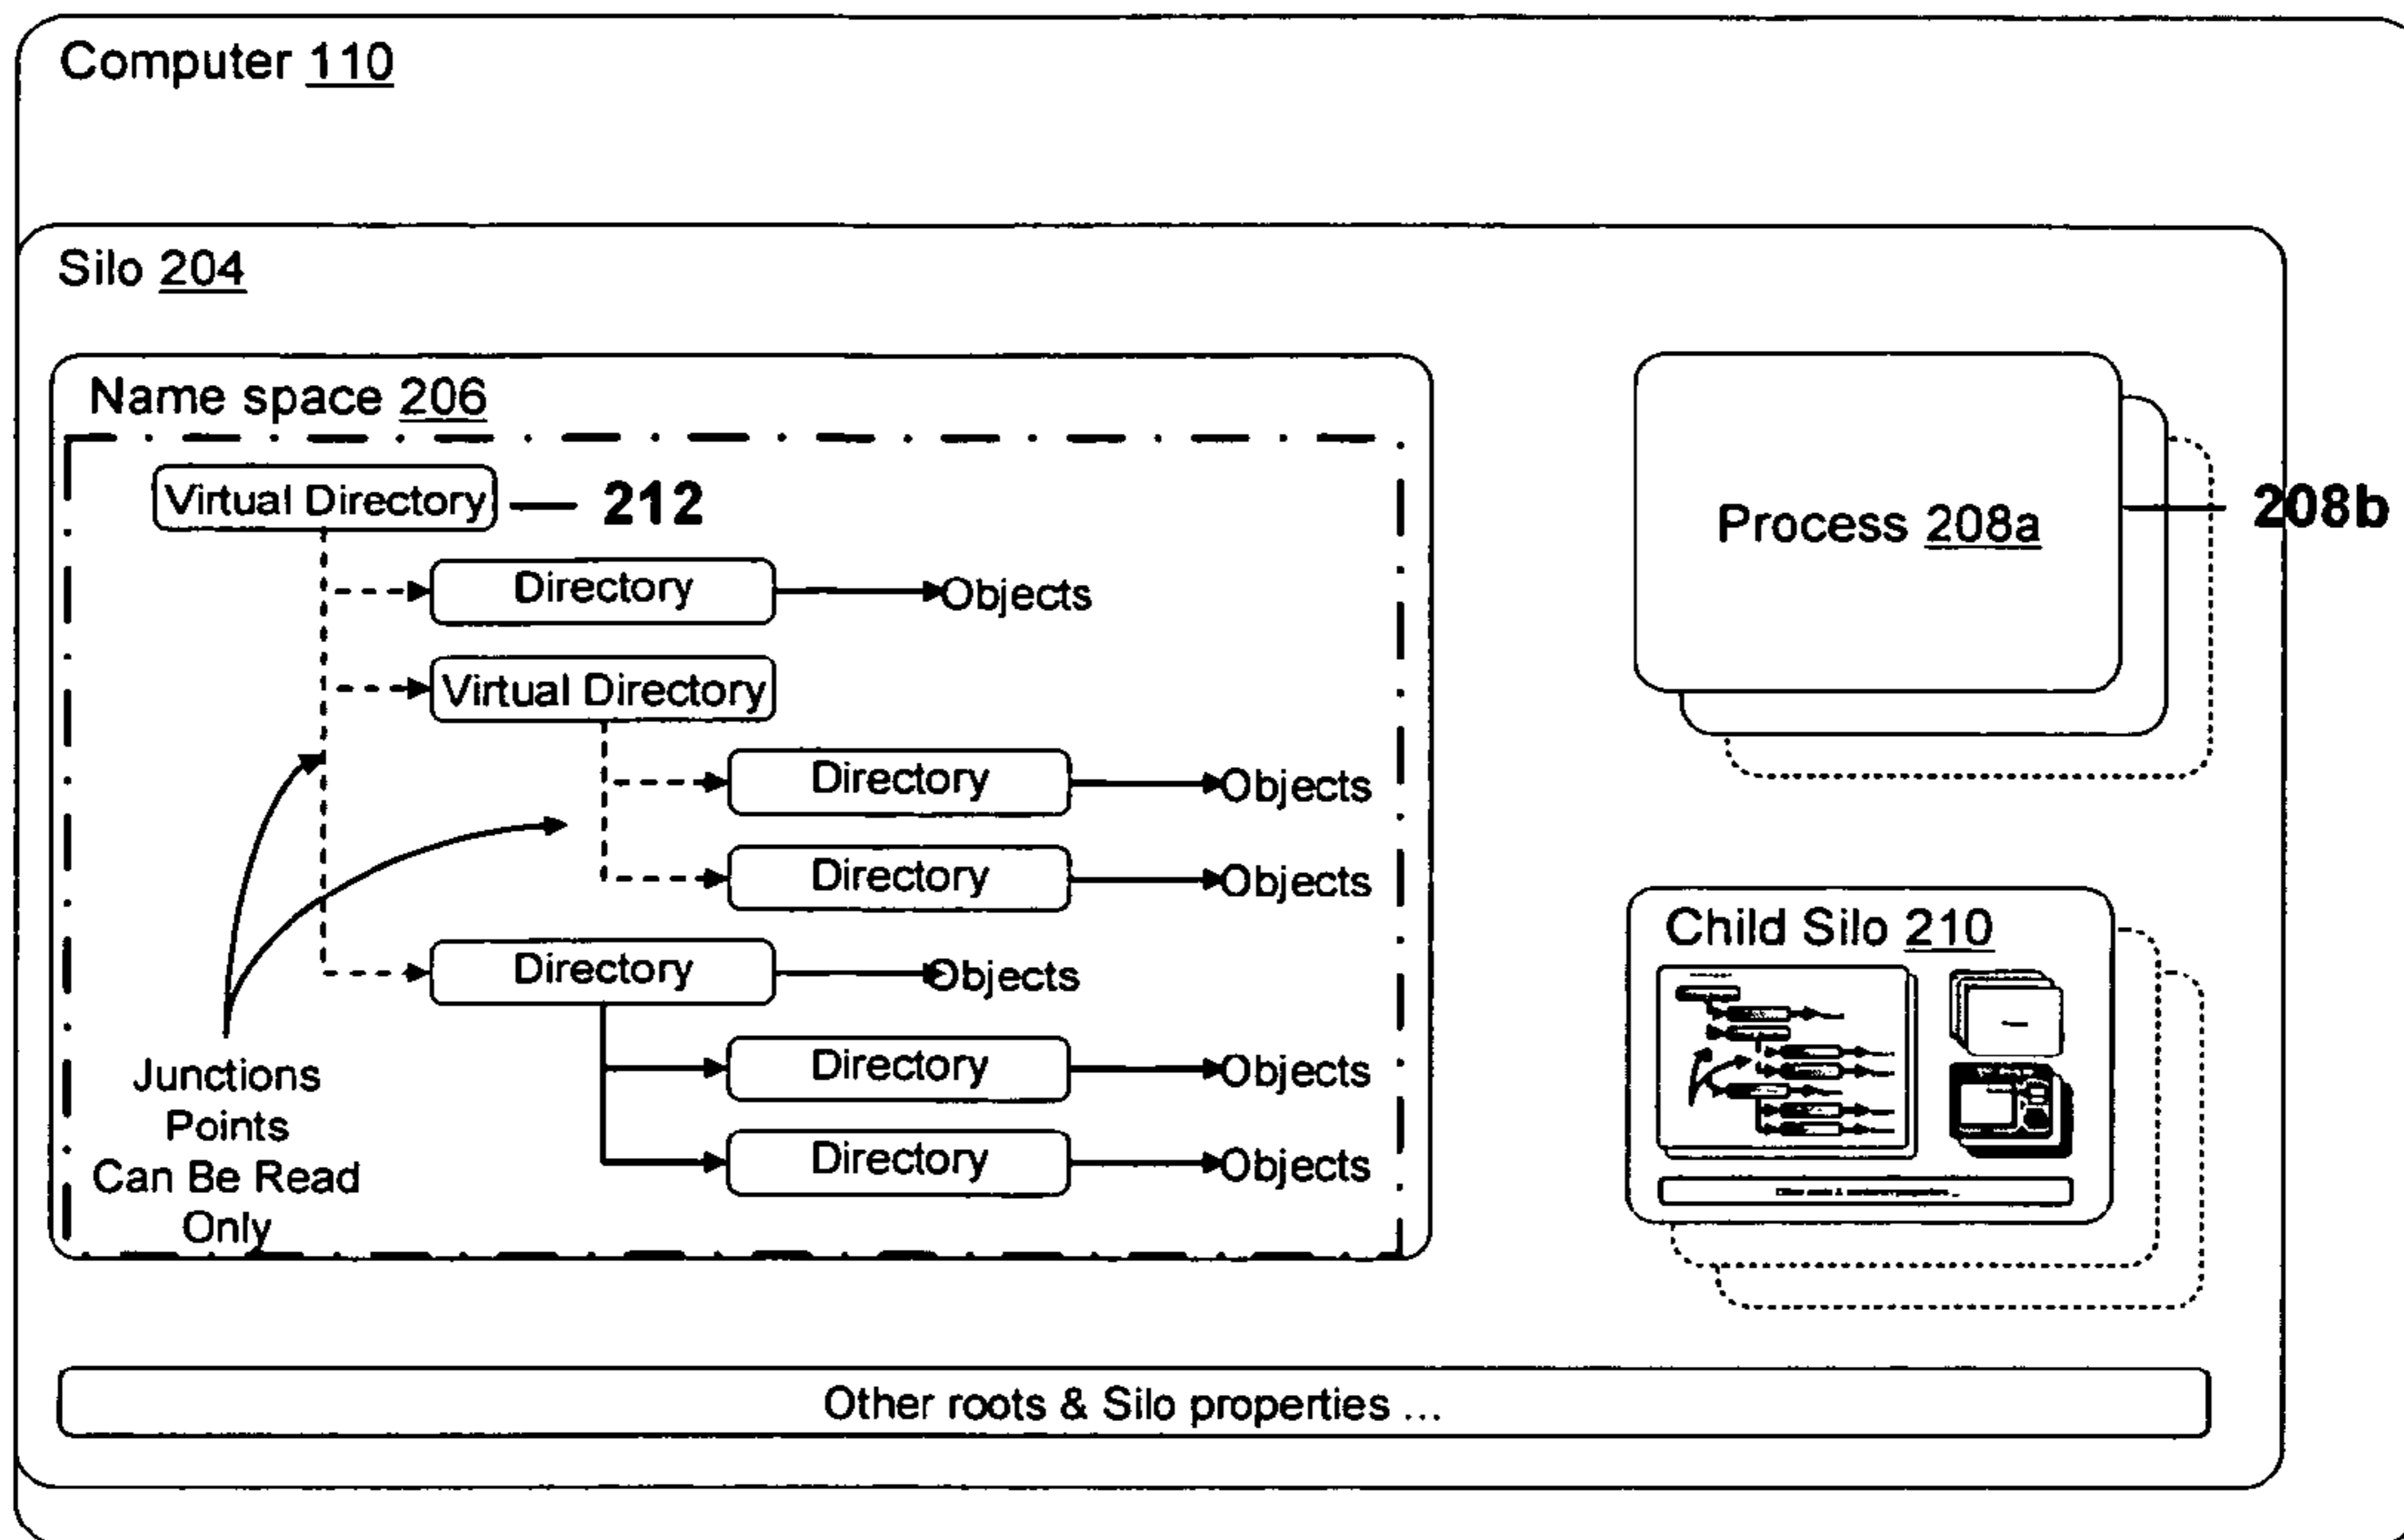 Computer 110
Silo 204
Name space 206
Virtual Directory
212
Directory
Objects
Virtual Directory
Directory
Objects
Directory
Objects
Directory
Objects
Directory
Objects
Directory
Objects
Junctions
Points
Can Be Read
Only
Process 208a
208b
Child Silo 210
Other roots & Silo properties ...